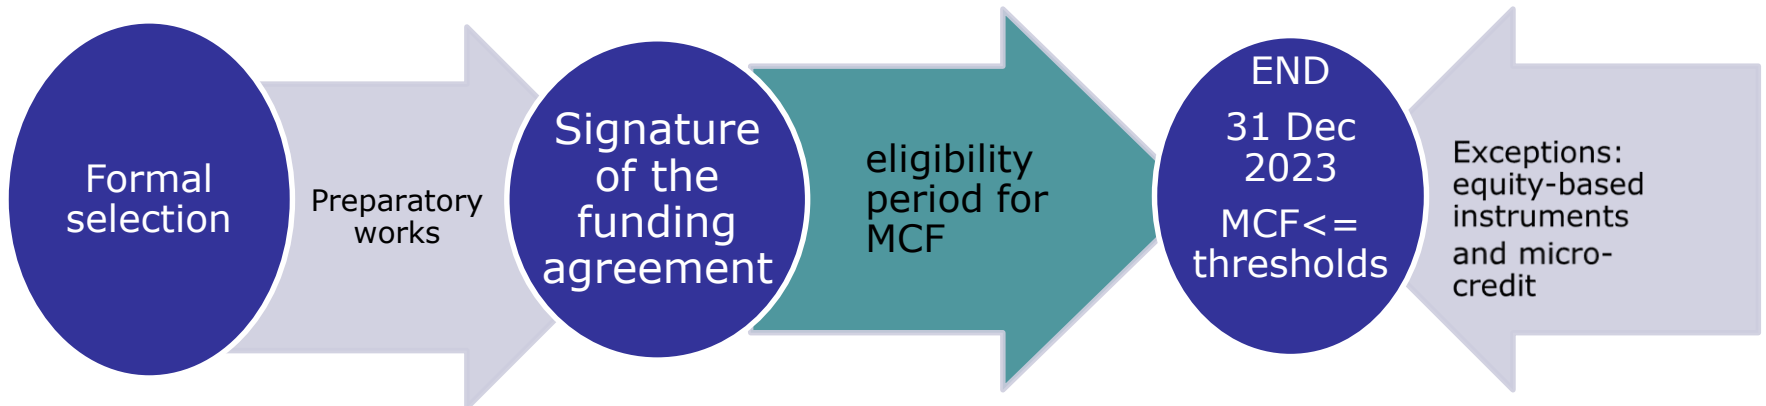 Formal
selection
Preparatory
works
Signature
of the
funding
agreement
eligibility
period for
MCF
END
31 Dec
2023
MCF<=
thresholds
Exceptions:
equity-based
instruments
and micro-
credit